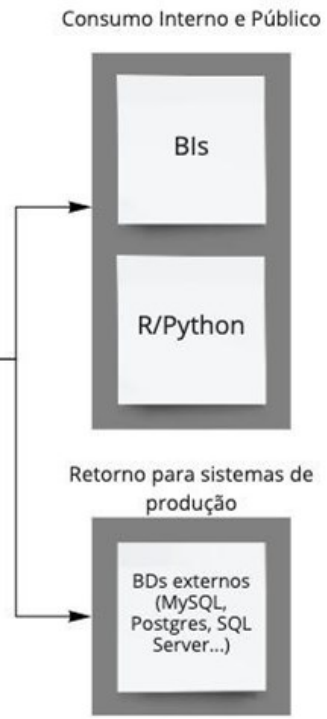 Consumo Interno e Público
BIs
R/Python
Retorno para sistemas de
produção
BDs externos
(MySQL,
Postgres, SQL
Server...)